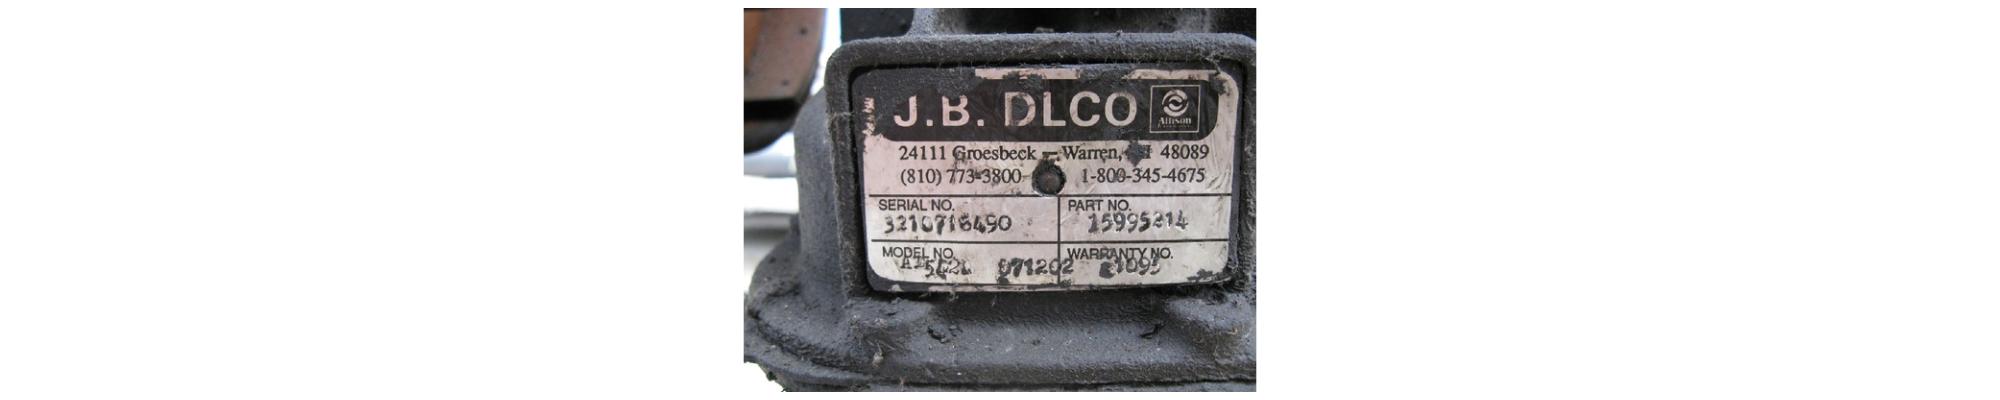 J.B. DLCO
Allison
24111 Groesbeck — Warren, 48089
(810) 773-3800 1-800-345-4675
SERIAL NO. PART NO.
3210716490 15995214
MODEL NO. WARRANTY NO.
071202